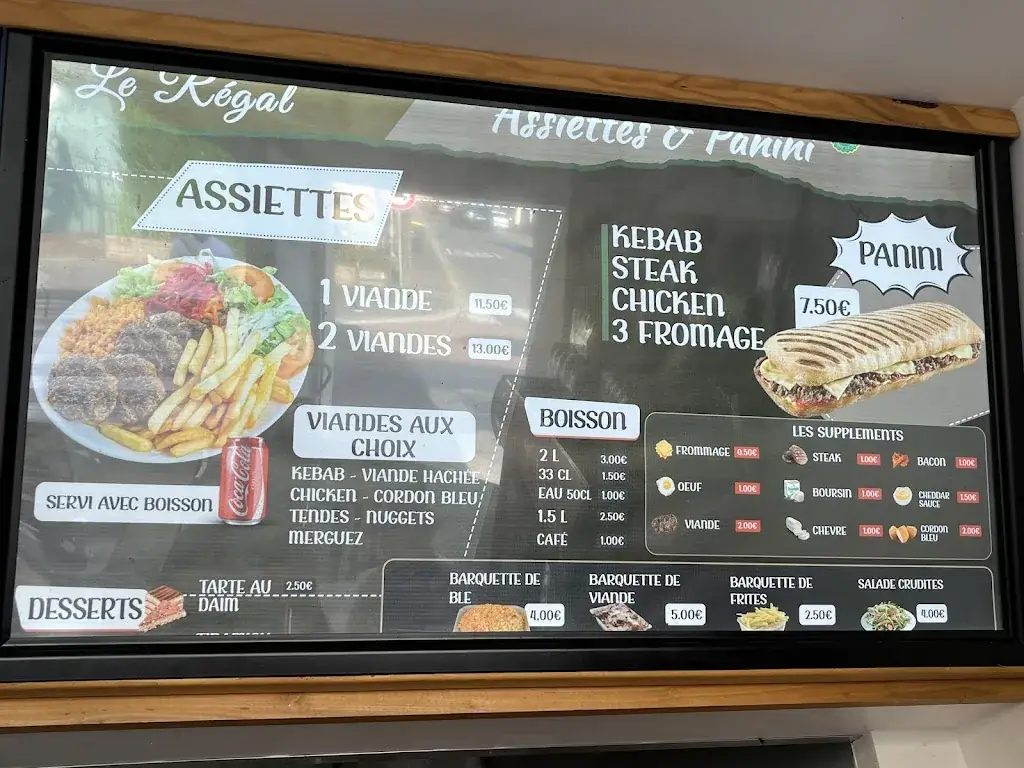 Le Régal
Assiettes & Panini
ASSIETTES
1 VIANDE 11.50€
2 VIANDES 13.00€
VIANDES AUX
CHOIX
KEBAB - VIANDE HACHÉE
CHICKEN - CORDON BLEU
TENDES - NUGGETS
MERGUEZ
SERVI AVEC BOISSON
Coca-Cola
KEBAB
STEAK
CHICKEN
3 FROMAGE
7.50€
PANINI
BOISSON
2 L 3.00€
33 CL 1.50€
EAU 50CL 1.00€
1.5 L 2.50€
CAFÉ 1.00€
LES SUPPLEMENTS
FROMMAGE 0.50€
STEAK 1.00€
BACON 1.00€
OEUF 1.00€
BOURSIN 1.00€
CHEDDAR
SAUCE 1.50€
VIANDE 2.00€
CHEVRE 1.00€
CORDON
BLEU 2.00€
DESSERTS
TARTE AU
DAIM 2.50€
BARQUETTE DE
BLE 4.00€
BARQUETTE DE
VIANDE 5.00€
BARQUETTE DE
FRITES 2.50€
SALADE CRUDITES
4.00€